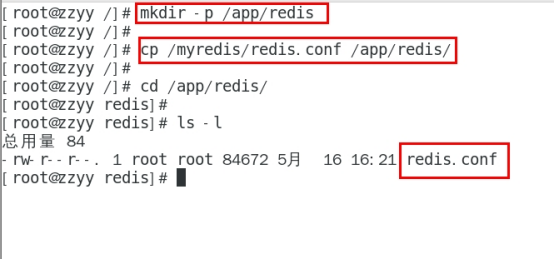 [root@zzyy /]# mkdir -p /app/redis
[root@zzyy /]#
[root@zzyy /]# cp /myredis/redis.conf /app/redis/
[root@zzyy /]#
[root@zzyy /]# cd /app/redis/
[root@zzyy redis]#
[root@zzyy redis]# ls -l
总用量 84
-rw-r--r--. 1 root root 84672 5月  16 16:21 redis.conf
[root@zzyy redis]#